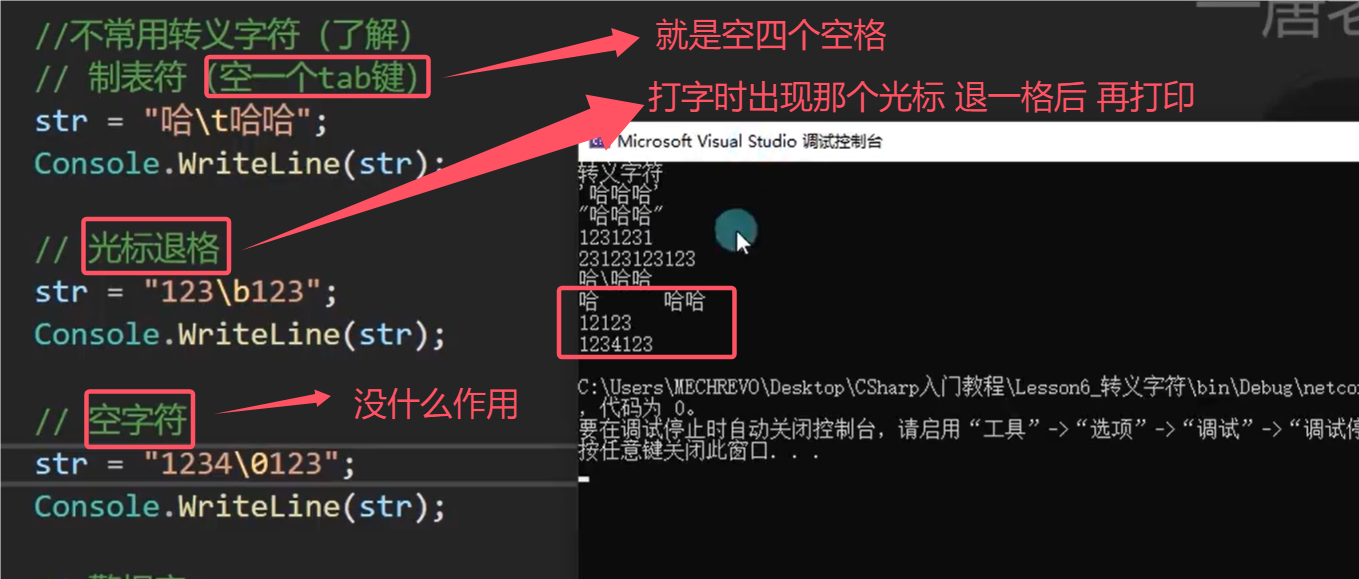 //不常用转义字符（了解）
// 制表符（空一个tab键）
str = "哈\t哈哈";
Console.WriteLine(str);
// 光标退格
str = "123\b123";
Console.WriteLine(str);
// 空字符
str = "1234\0123";
Console.WriteLine(str);
就是空四个空格
打字时出现那个光标 退一格后 再打印
没什么作用
Microsoft Visual Studio 调试控制台
转义字符
'哈哈哈'
"哈哈哈"
1231231
23123123123
哈\哈哈
哈 哈哈
12123
1234123
C:\Users\MECHREVO\Desktop\CSharp入门教程\Lesson6_转义字符\bin\Debug\netco
，代码为 0。
要在调试停止时自动关闭控制台，请启用“工具”->“选项”->“调试”->“调试停
按任意键关闭此窗口. . .